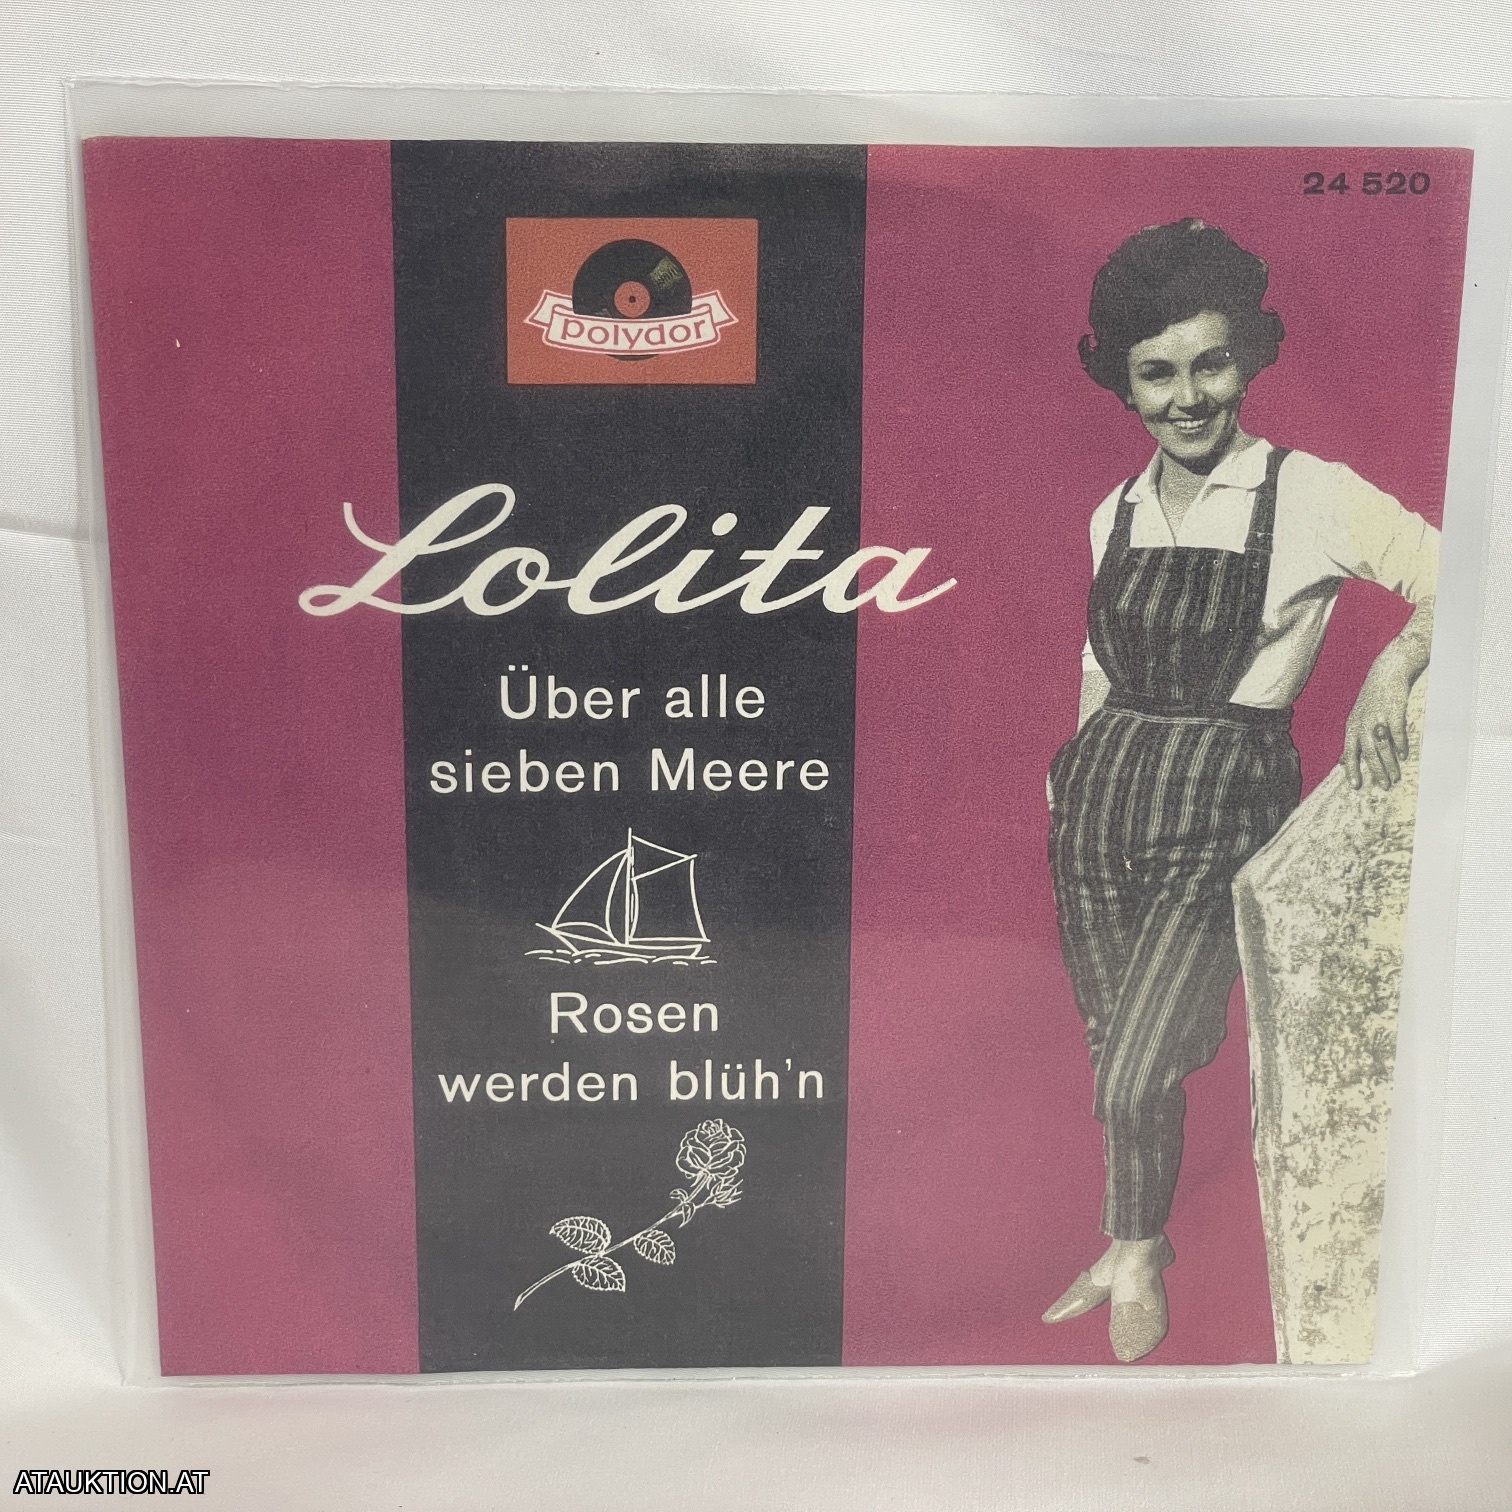 24 520
polydor
Lolita
Über alle
sieben Meere
Rosen
werden blüh'n
ATAUKTION.AT